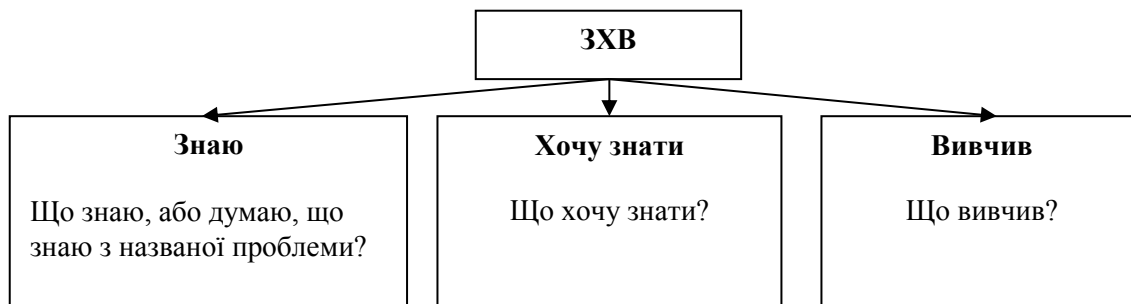 ЗХВ
Знаю
Що знаю, або думаю, що
знаю з названої проблеми?
Хочу знати
Що хочу знати?
Вивчив
Що вивчив?